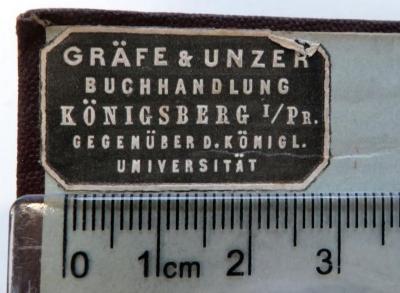 GRÄFE & UNZER
BUCHHANDLUNG
KÖNIGSBERG I/PR.
GEGENÜBER D. KÖNIGL.
UNIVERSITÄT
0 1cm 2 3